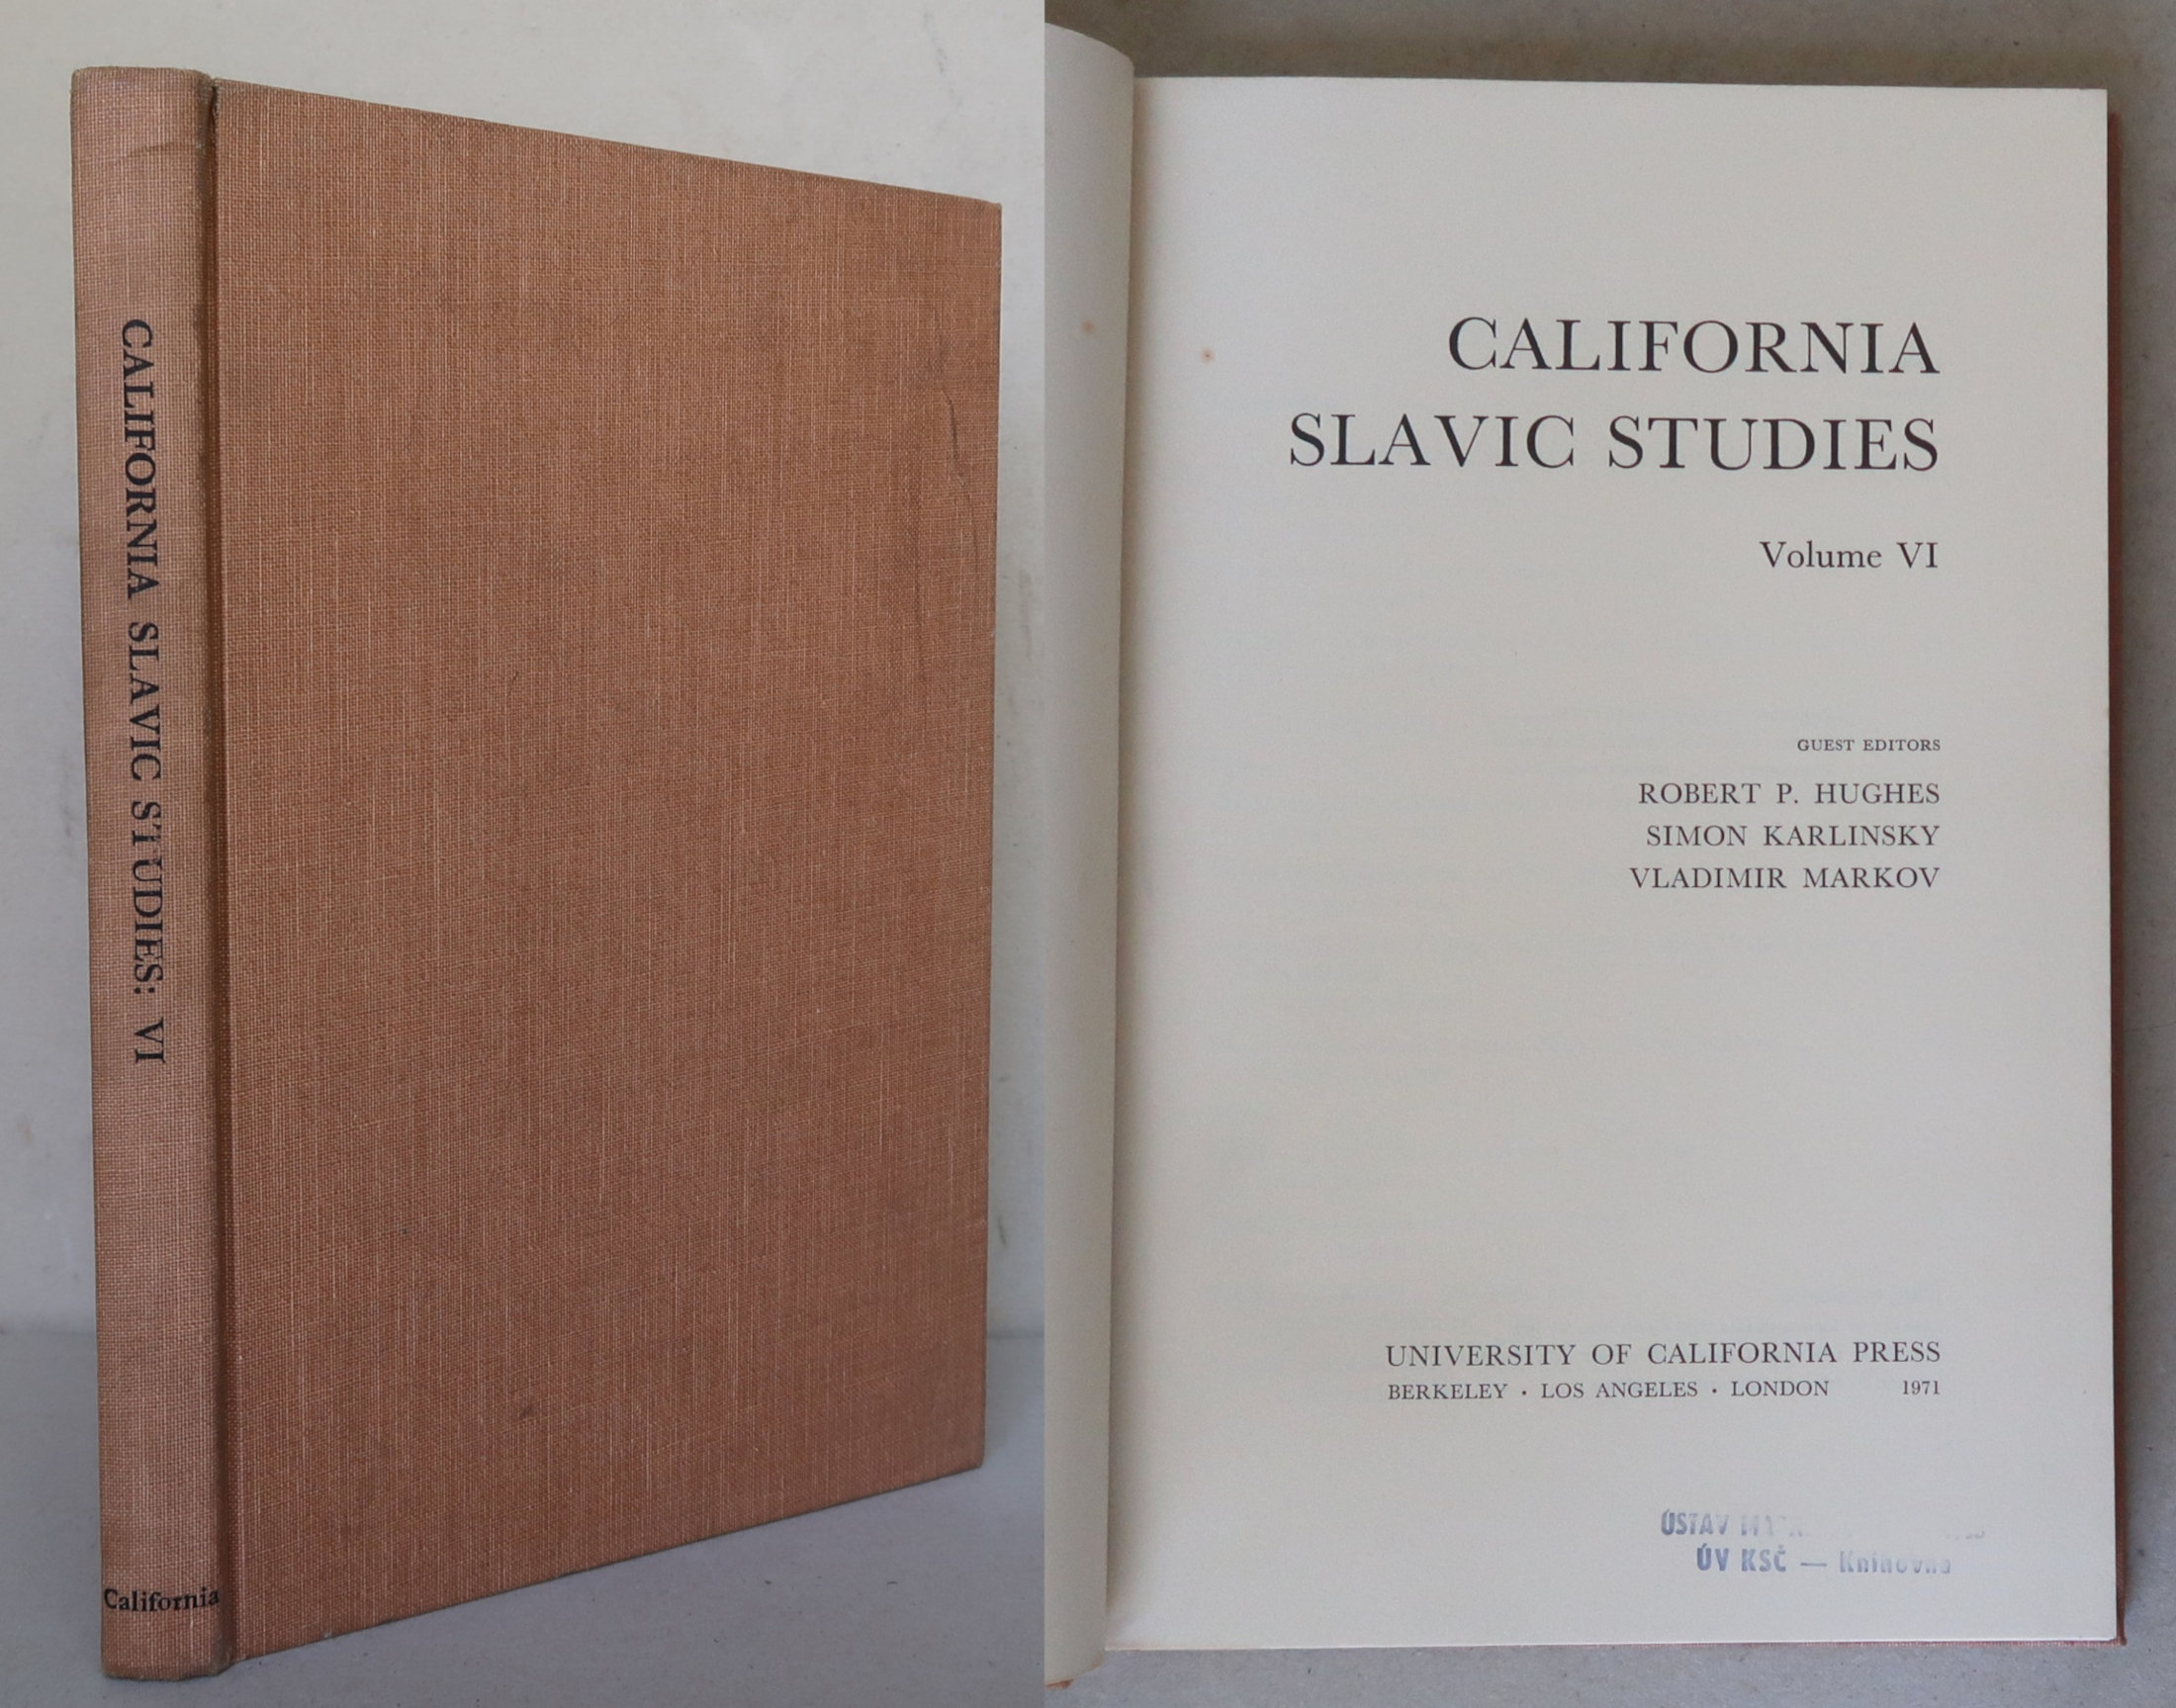 CALIFORNIA SLAVIC STUDIES: VI
California
CALIFORNIA
SLAVIC STUDIES
Volume VI
GUEST EDITORS
ROBERT P. HUGHES
SIMON KARLINSKY
VLADIMIR MARKOV
UNIVERSITY OF CALIFORNIA PRESS
BERKELEY • LOS ANGELES • LONDON 1971
ÚSTAV
ÚV KSČ — Knihovna